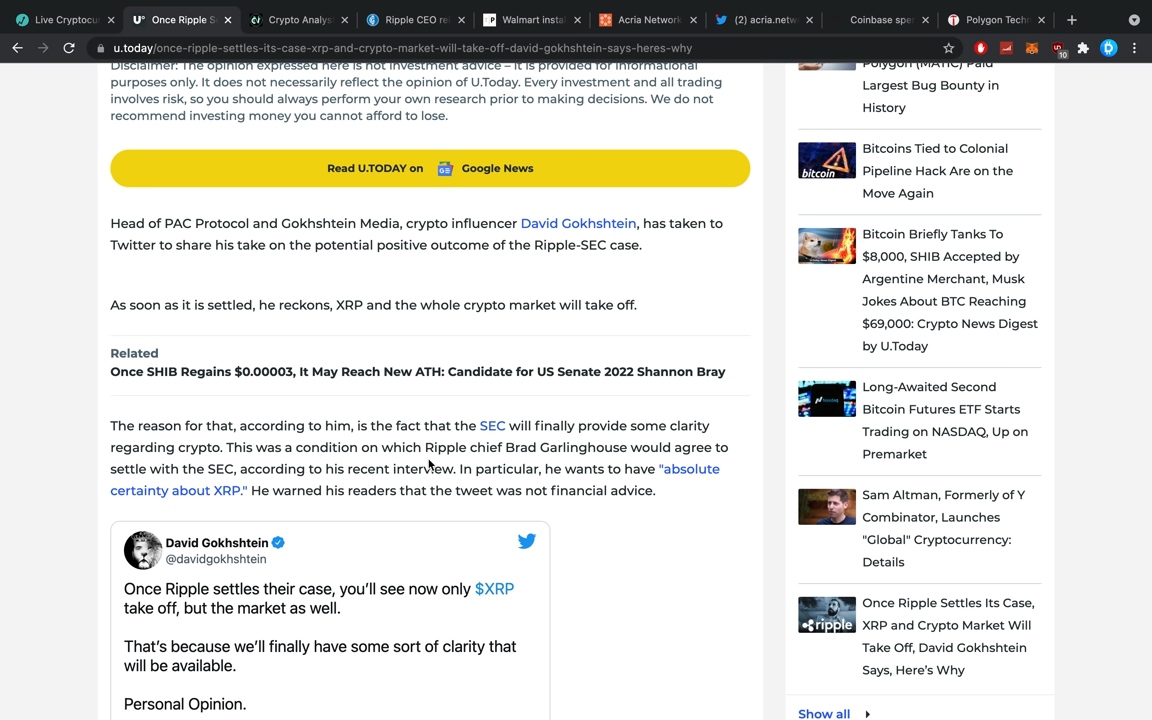 Live Cryptocur
Once Ripple S
Crypto Analys
Ripple CEO re
Walmart insta
Acria Network
(2) acria.netw
Coinbase spe
Polygon Tech
u.today/once-ripple-settles-its-case-xrp-and-crypto-market-will-take-off-david-gokhshtein-says-heres-why
10
Disclaimer: The opinion expressed here is not investment advice – it is provided for informational
purposes only. It does not necessarily reflect the opinion of U.Today. Every investment and all trading
involves risk, so you should always perform your own research prior to making decisions. We do not
recommend investing money you cannot afford to lose.
Read U.TODAY on Google News
Head of PAC Protocol and Gokhshtein Media, crypto influencer David Gokhshtein, has taken to
Twitter to share his take on the potential positive outcome of the Ripple-SEC case.
As soon as it is settled, he reckons, XRP and the whole crypto market will take off.
Related
Once SHIB Regains $0.00003, It May Reach New ATH: Candidate for US Senate 2022 Shannon Bray
The reason for that, according to him, is the fact that the SEC will finally provide some clarity
regarding crypto. This was a condition on which Ripple chief Brad Garlinghouse would agree to
settle with the SEC, according to his recent interview. In particular, he wants to have "absolute
certainty about XRP." He warned his readers that the tweet was not financial advice.
David Gokhshtein
@davidgokhshtein
Once Ripple settles their case, you'll see now only $XRP
take off, but the market as well.
That's because we'll finally have some sort of clarity that
will be available.
Personal Opinion.
Polygon (MATIC) Paid
Largest Bug Bounty in
History
bitcoin
Bitcoins Tied to Colonial
Pipeline Hack Are on the
Move Again
Bitcoin Briefly Tanks To
$8,000, SHIB Accepted by
Argentine Merchant, Musk
Jokes About BTC Reaching
$69,000: Crypto News Digest
by U.Today
Nasdaq
Long-Awaited Second
Bitcoin Futures ETF Starts
Trading on NASDAQ, Up on
Premarket
Sam Altman, Formerly of Y
Combinator, Launches
"Global" Cryptocurrency:
Details
ripple
Once Ripple Settles Its Case,
XRP and Crypto Market Will
Take Off, David Gokhshtein
Says, Here's Why
Show all